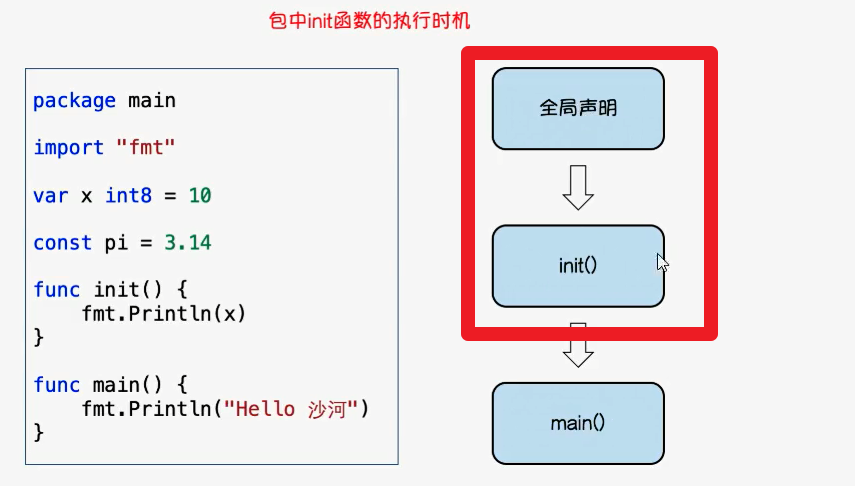 包中init函数的执行时机
package main
import "fmt"
var x int8 = 10
const pi = 3.14
func init() {
    fmt.Println(x)
}
func main() {
    fmt.Println("Hello 沙河")
}
全局声明
init()
main()